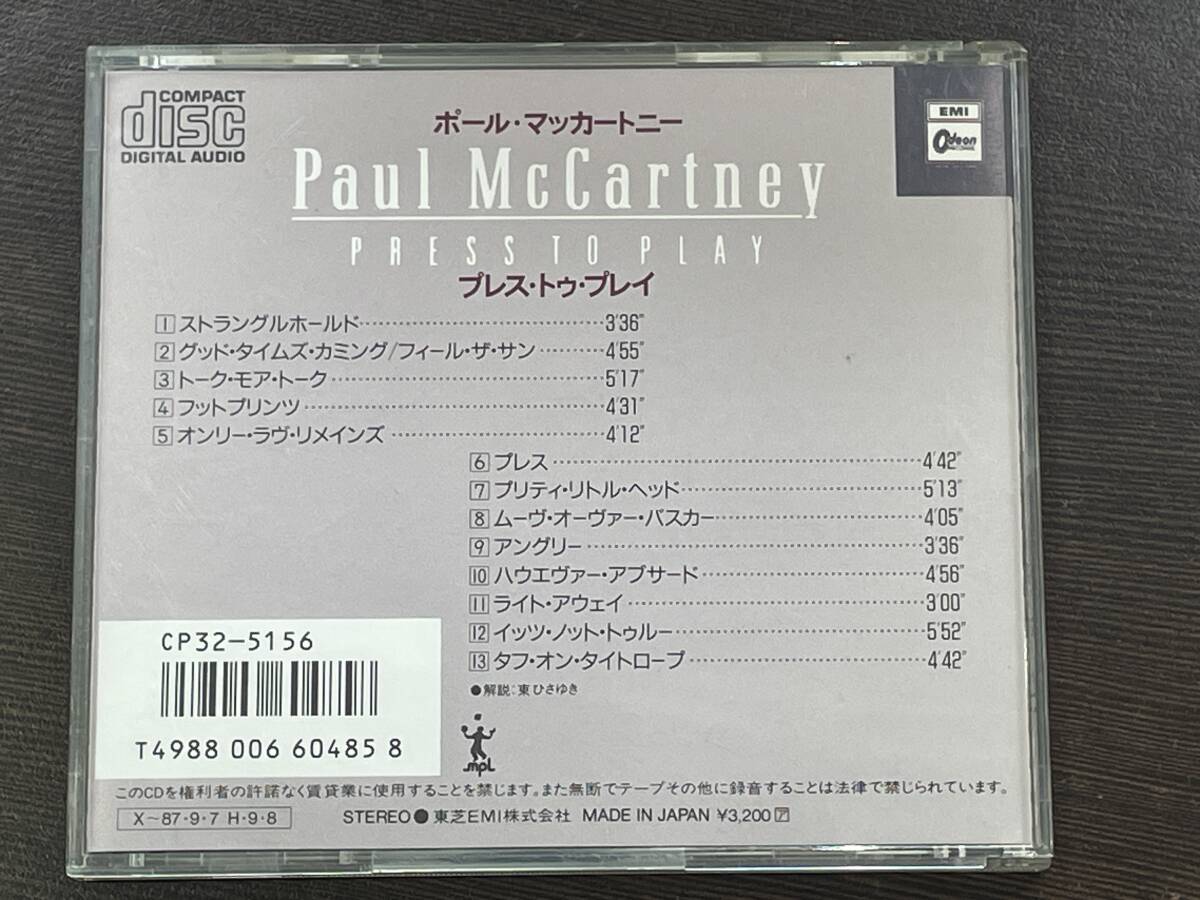 COMPACT
disc
DIGITAL AUDIO
EMI
Odeon
ポール・マッカートニー
Paul McCartney
PRESS TO PLAY
プレス・トゥ・プレイ
1 ストラングルホールド 3'36"
2 グッド・タイムズ・カミング/フィール・ザ・サン 4'55"
3 トーク・モア・トーク 5'17"
4 フットプリンツ 4'31"
5 オンリー・ラヴ・リメインズ 4'12"
6 プレス 4'42"
7 プリティ・リトル・ヘッド 5'13"
8 ムーヴ・オーヴァー・バスカー 4'05"
9 アングリー 3'36"
10 ハウエヴァー・アブサード 4'56"
11 ライト・アウェイ 3'00"
12 イッツ・ノット・トゥルー 5'52"
13 タフ・オン・タイトロープ 4'42"
●解説:東ひさゆき
CP32-5156
T4988 006 60485 8
mpL
このCDを権利者の許諾なく賃貸業に使用することを禁じます。また無断でテープその他に録音することは法律で禁じられています。
X~87・9・7 H・9・8
STEREO●東芝EMI株式会社 MADE IN JAPAN ¥3,200 ア